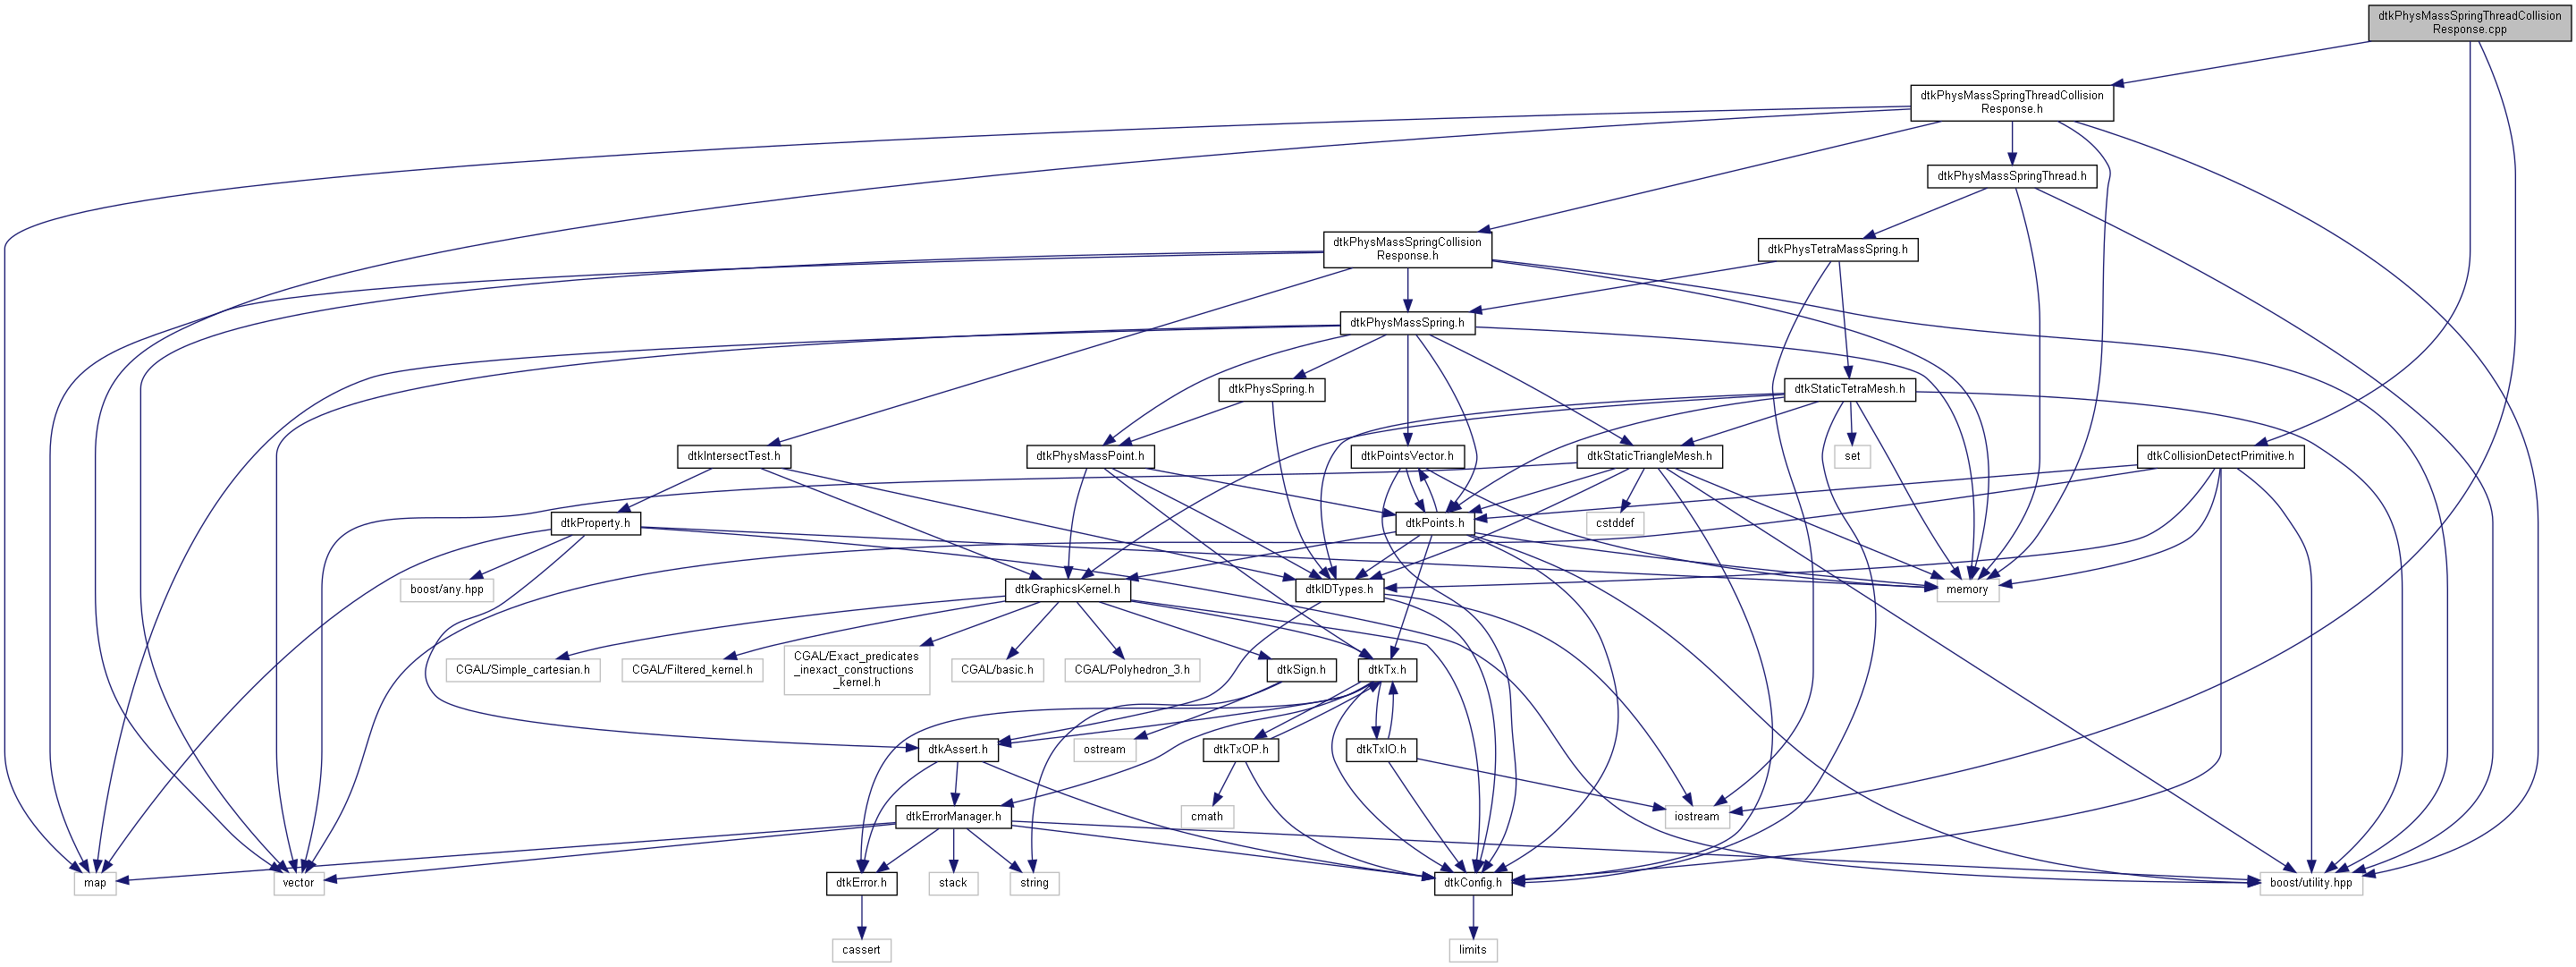 dtkPhysMassSpringThreadCollision
Response.cpp
dtkPhysMassSpringThreadCollision
Response.h
dtkPhysMassSpringThread.h
dtkPhysMassSpringCollision
Response.h
dtkPhysTetraMassSpring.h
dtkPhysMassSpring.h
dtkPhysSpring.h
dtkStaticTetraMesh.h
dtkIntersectTest.h
dtkPhysMassPoint.h
dtkPointsVector.h
dtkStaticTriangleMesh.h
set
dtkCollisionDetectPrimitive.h
dtkProperty.h
dtkPoints.h
cstddef
boost/any.hpp
dtkGraphicsKernel.h
dtkIDTypes.h
memory
CGAL/Simple_cartesian.h
CGAL/Filtered_kernel.h
CGAL/Exact_predicates
_inexact_constructions
_kernel.h
CGAL/basic.h
CGAL/Polyhedron_3.h
dtkSign.h
dtkTx.h
dtkAssert.h
ostream
dtkTxOP.h
dtkTxIO.h
dtkErrorManager.h
cmath
iostream
map
vector
dtkError.h
stack
string
dtkConfig.h
boost/utility.hpp
cassert
limits